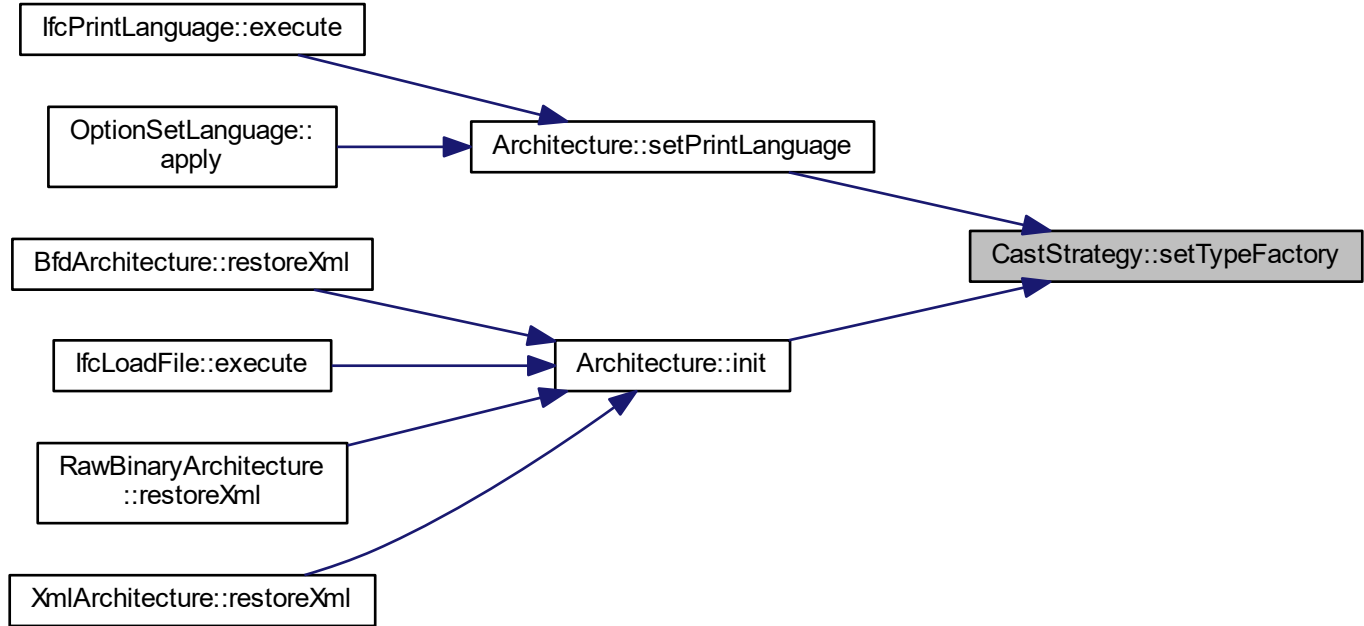 IfcPrintLanguage::execute
OptionSetLanguage::
apply
Architecture::setPrintLanguage
CastStrategy::setTypeFactory
BfdArchitecture::restoreXml
IfcLoadFile::execute
Architecture::init
RawBinaryArchitecture
::restoreXml
XmlArchitecture::restoreXml